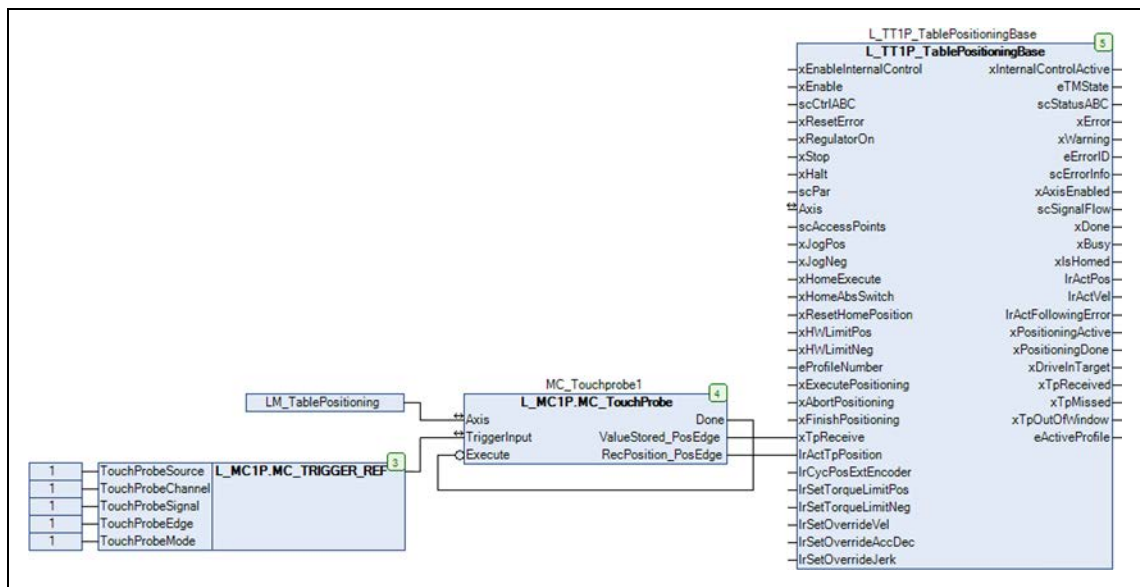 L_TT1P_TablePositioningBase
5
L_TT1P_TablePositioningBase
xEnableInternalControl xInternalControlActive
xEnable eTMState
scCtrlABC scStatusABC
xResetError xError
xRegulatorOn xWarning
xStop eErrorID
xHalt scErrorInfo
scPar xAxisEnabled
Axis scSignalFlow
scAccessPoints xDone
xJogPos xBusy
xJogNeg xIsHomed
xHomeExecute lrActPos
xHomeAbsSwitch lrActVel
xResetHomePosition lrActFollowingError
xHWLimitPos xPositioningActive
xHWLimitNeg xPositioningDone
eProfileNumber xDriveInTarget
xExecutePositioning xTpReceived
xAbortPositioning xTpMissed
xFinishPositioning xTpOutOfWindow
xTpReceive eActiveProfile
lrActTpPosition
lrCycPosExtEncoder
lrSetTorqueLimitPos
lrSetTorqueLimitNeg
lrSetOverrideVel
lrSetOverrideAccDec
lrSetOverrideJerk
MC_Touchprobe1
4
L_MC1P.MC_TouchProbe
LM_TablePositioning
Axis Done
TriggerInput ValueStored_PosEdge
Execute RecPosition_PosEdge
3
1 TouchProbeSource L_MC1P.MC_TRIGGER_REF
1 TouchProbeChannel
1 TouchProbeSignal
1 TouchProbeEdge
1 TouchProbeMode